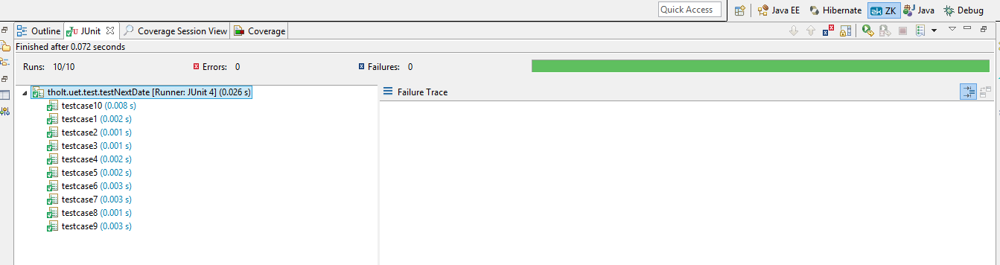 Quick Access Java EE Hibernate ZK Java Debug
Outline JUnit Coverage Session View Coverage
Finished after 0.072 seconds
Runs: 10/10 Errors: 0 Failures: 0
tholt.uet.test.testNextDate [Runner: JUnit 4] (0.026 s)
Failure Trace
testcase10 (0.008 s)
testcase1 (0.002 s)
testcase2 (0.001 s)
testcase3 (0.001 s)
testcase4 (0.002 s)
testcase5 (0.002 s)
testcase6 (0.003 s)
testcase7 (0.003 s)
testcase8 (0.001 s)
testcase9 (0.003 s)